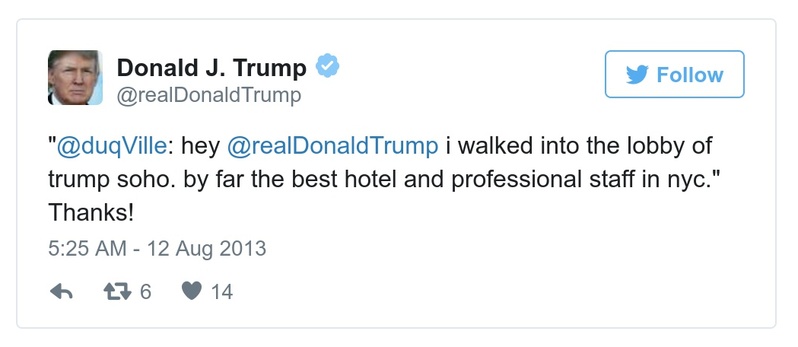 Donald J. Trump
@realDonaldTrump
Follow
"@duqVille: hey @realDonaldTrump i walked into the lobby of
trump soho. by far the best hotel and professional staff in nyc."
Thanks!
5:25 AM - 12 Aug 2013
6 14